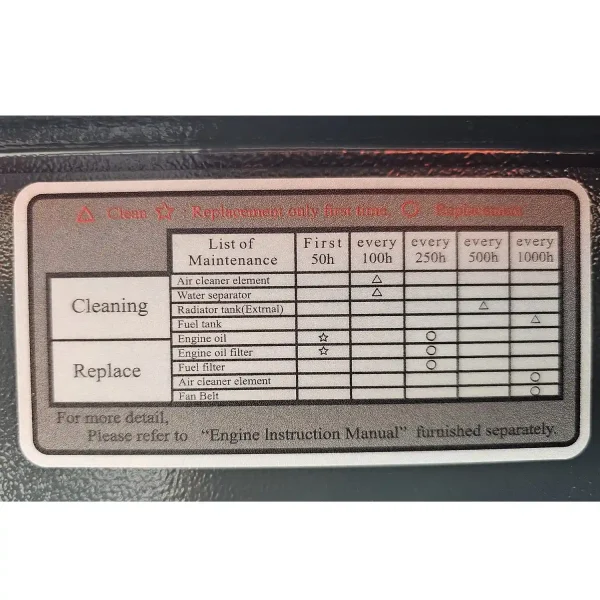 △ Clean ☆ Replacement only first time. ○ Replacement
List of Maintenance First 50h every 100h every 250h every 500h every 1000h
Cleaning
Air cleaner element △
Water separator △
Radiator tank(Extrnal) △
Fuel tank △
Replace
Engine oil ☆ ○
Engine oil filter ☆ ○
Fuel filter ○
Air cleaner element ○
Fan Belt ○
For more detail,
Please refer to “Engine Instruction Manual” furnished separately.